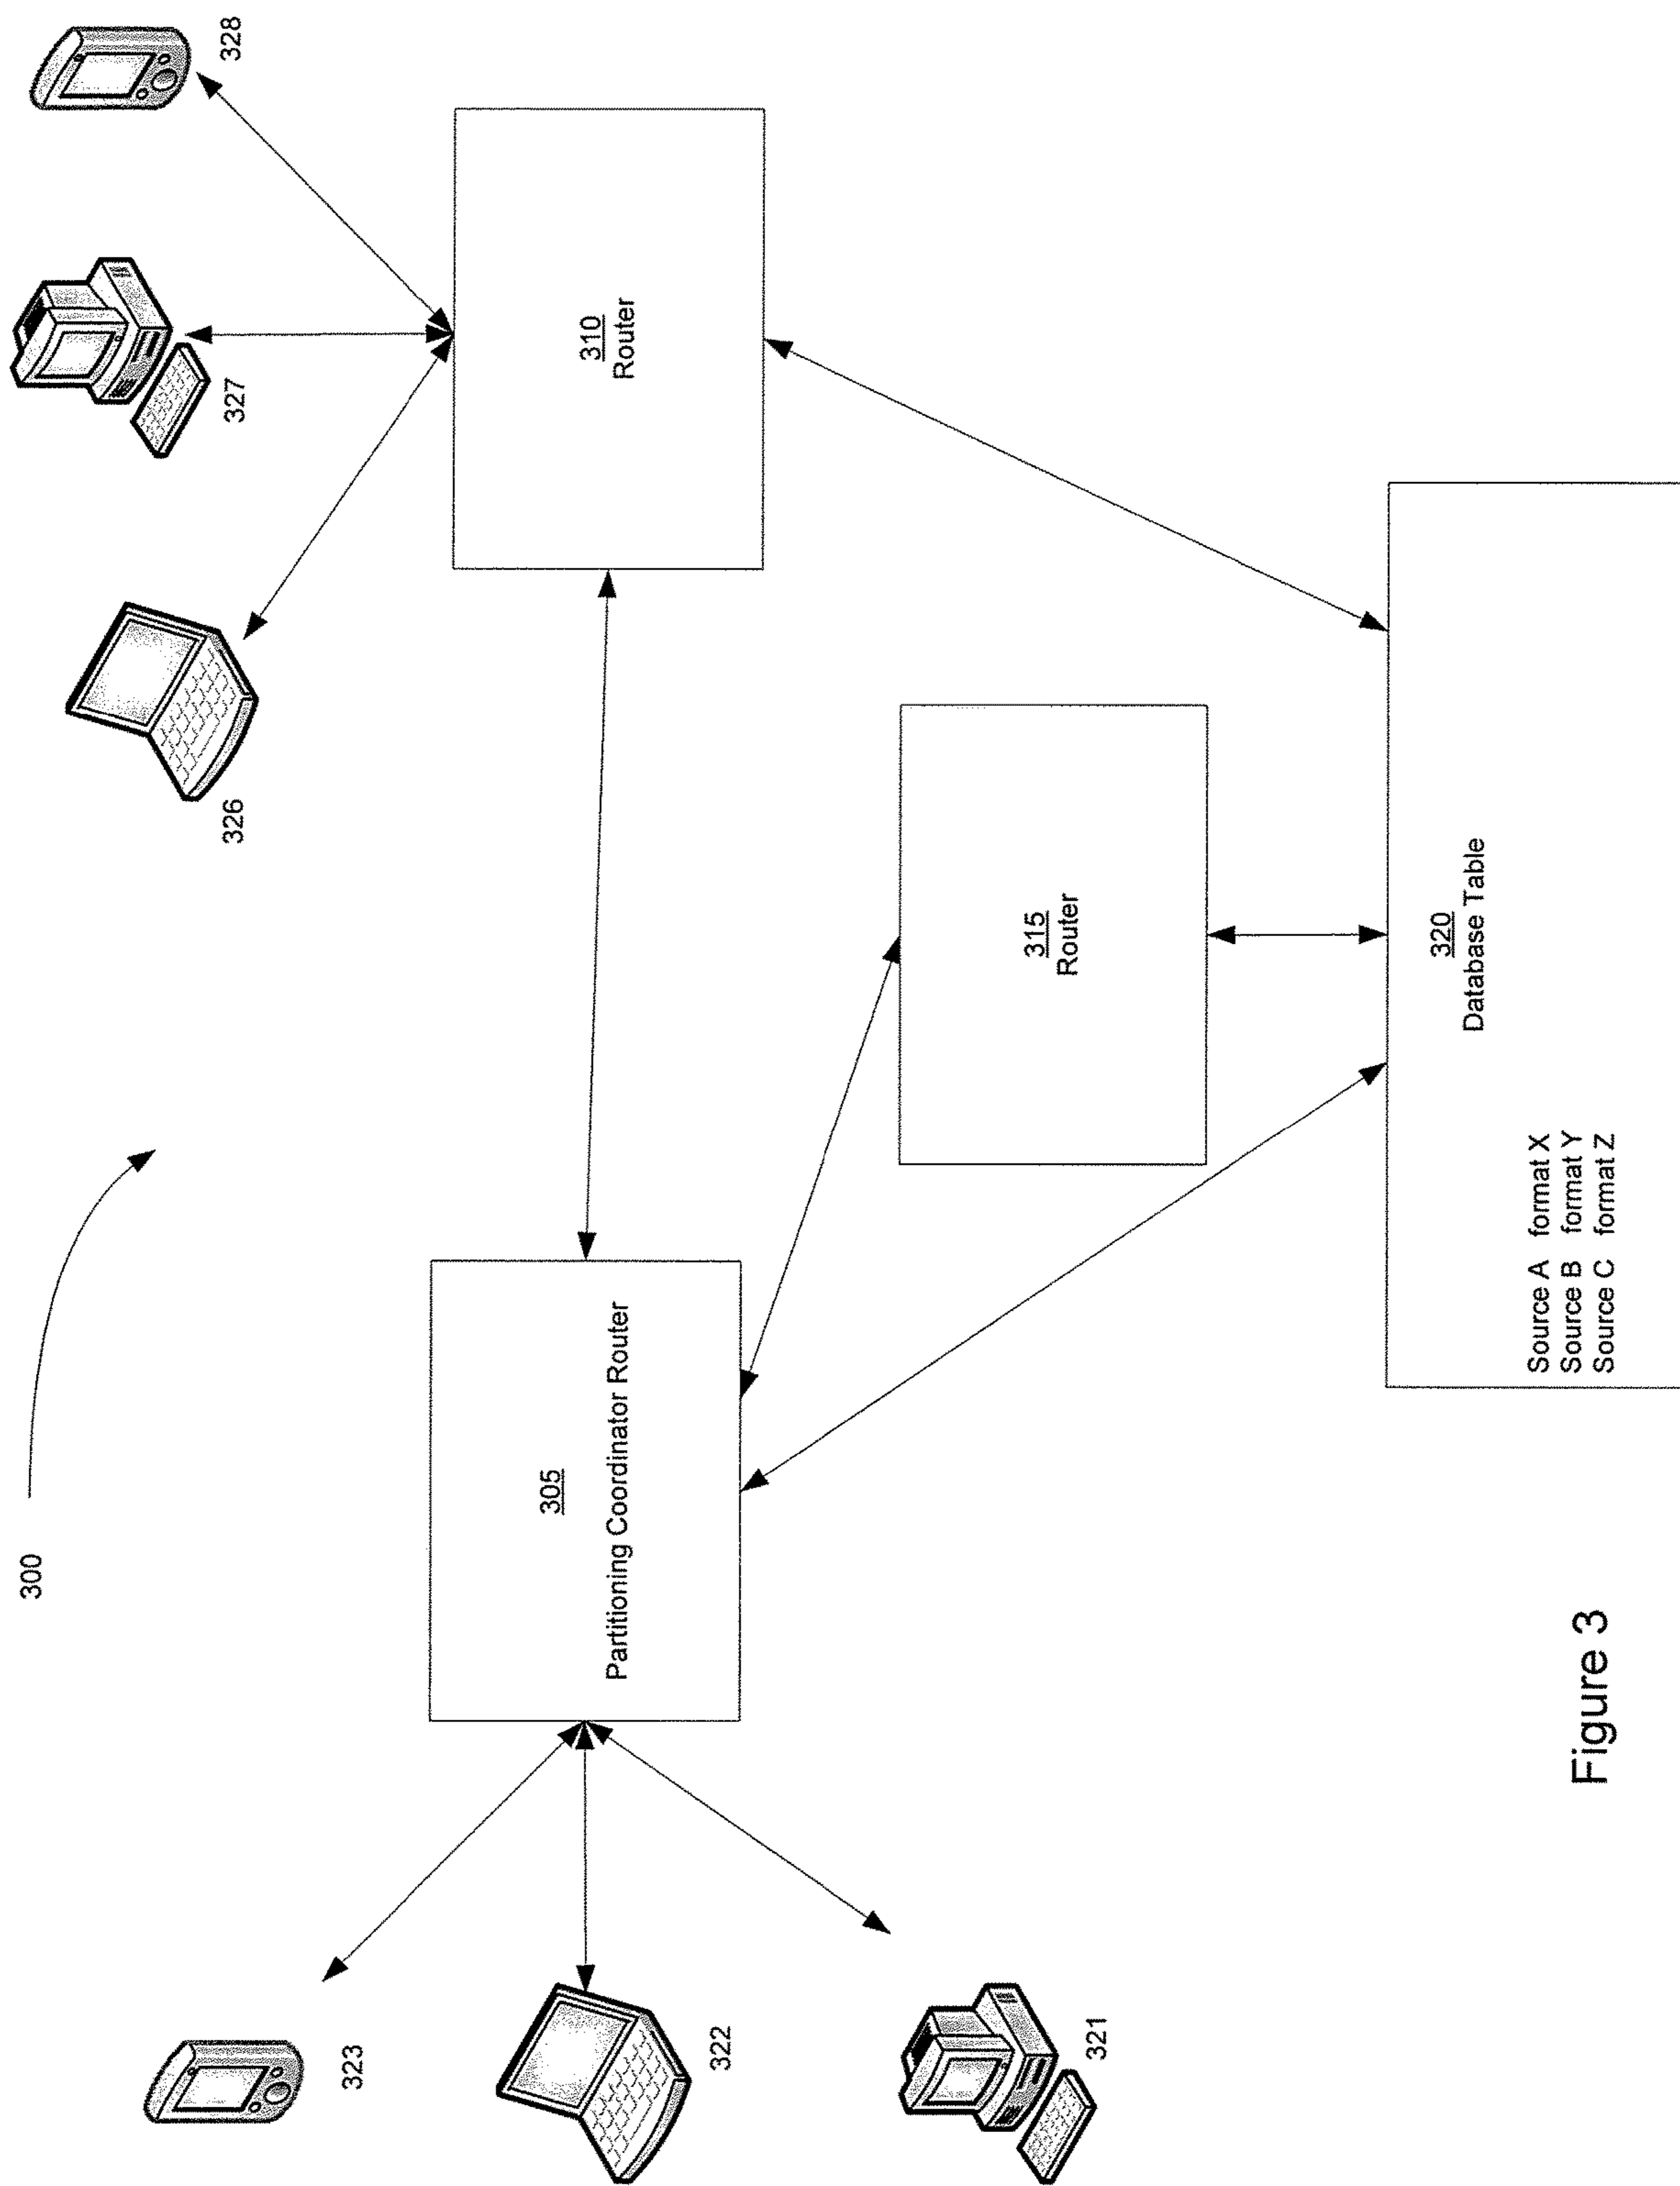 300
323
322
321
305
Partitioning Coordinator Router
326
327
328
310
Router
315
Router
320
Database Table
Source A format X
Source B format Y
Source C format Z
Figure 3